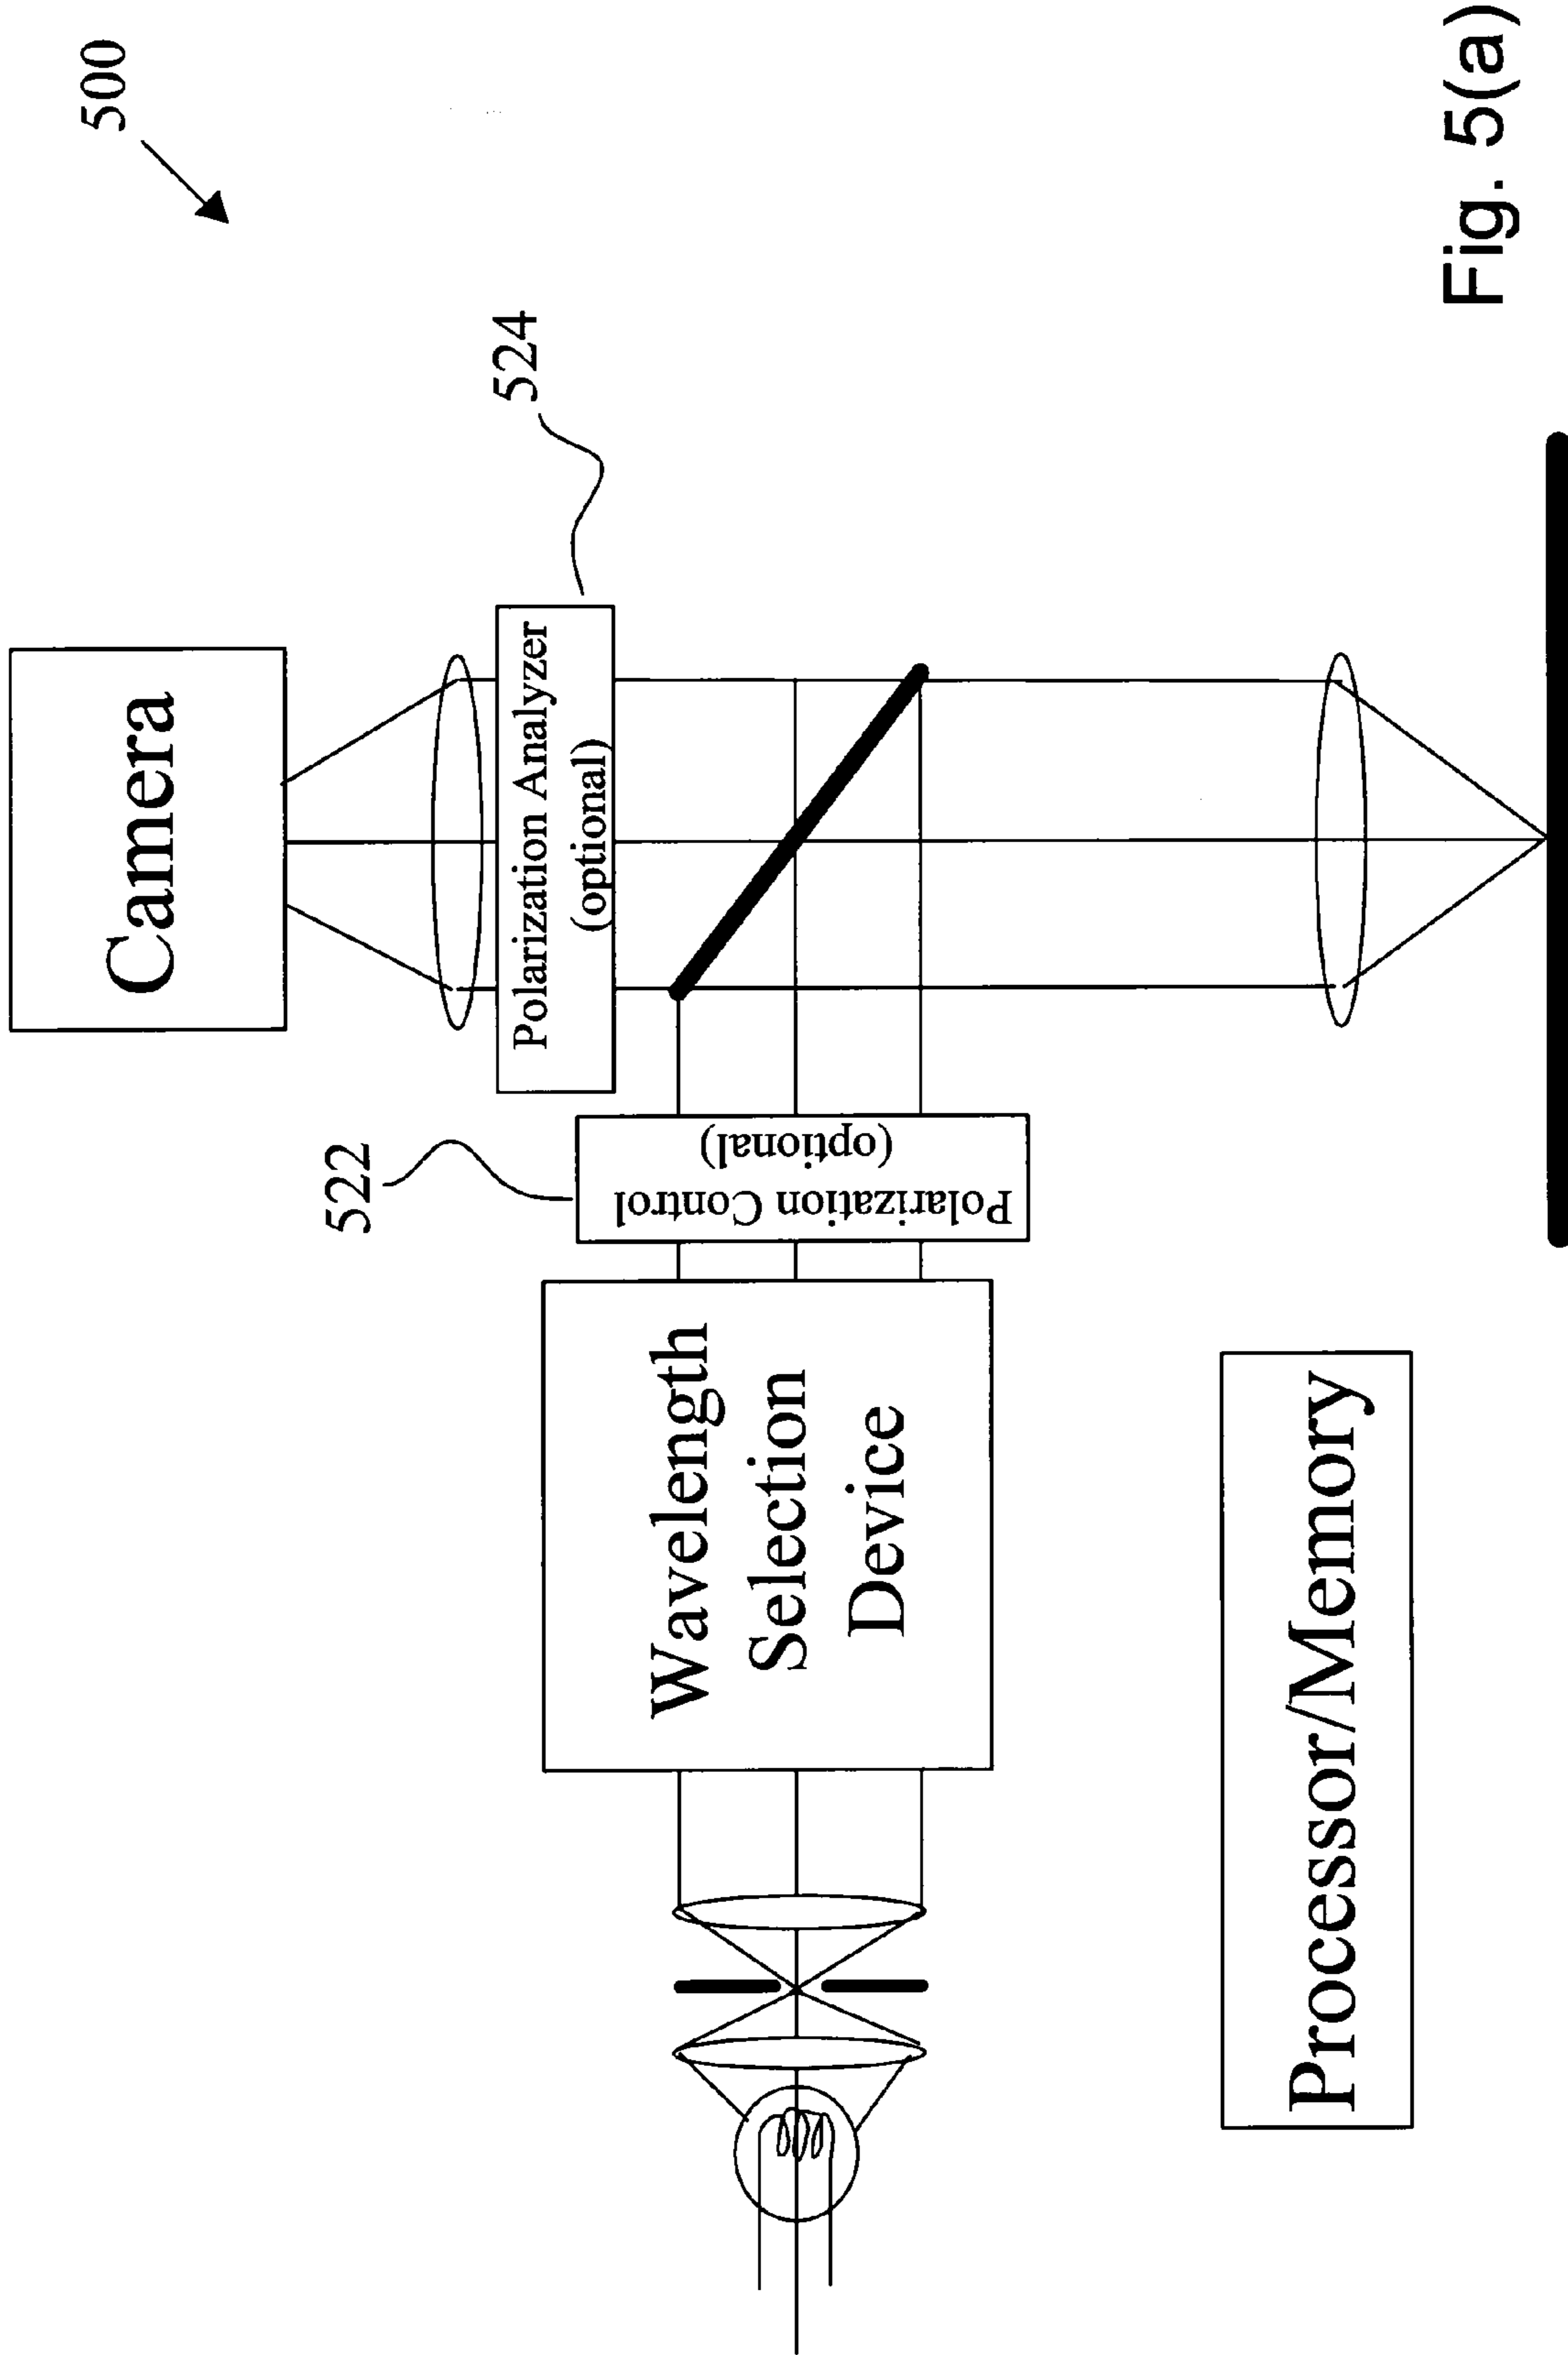 500
Camera
524
Polarization Analyzer
(optional)
522
Polarization Control
(optional)
Wavelength
Selection
Device
Processor/Memory
Fig. 5(a)